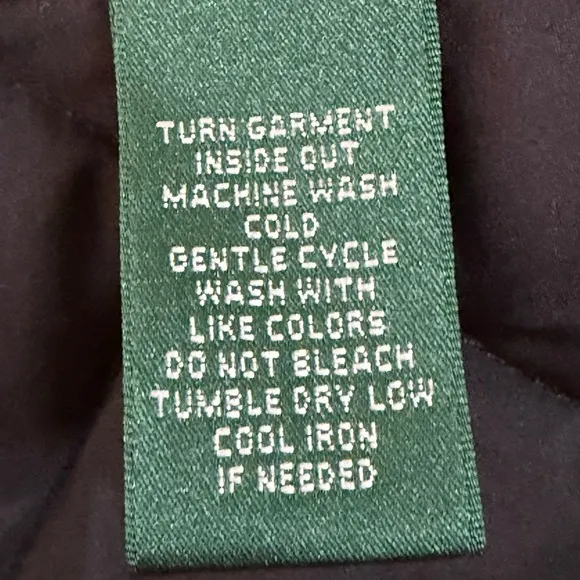 TURN GARMENT
INSIDE OUT
MACHINE WASH
COLD
GENTLE CYCLE
WASH WITH
LIKE COLORS
DO NOT BLEACH
TUMBLE DRY LOW
COOL IRON
IF NEEDED